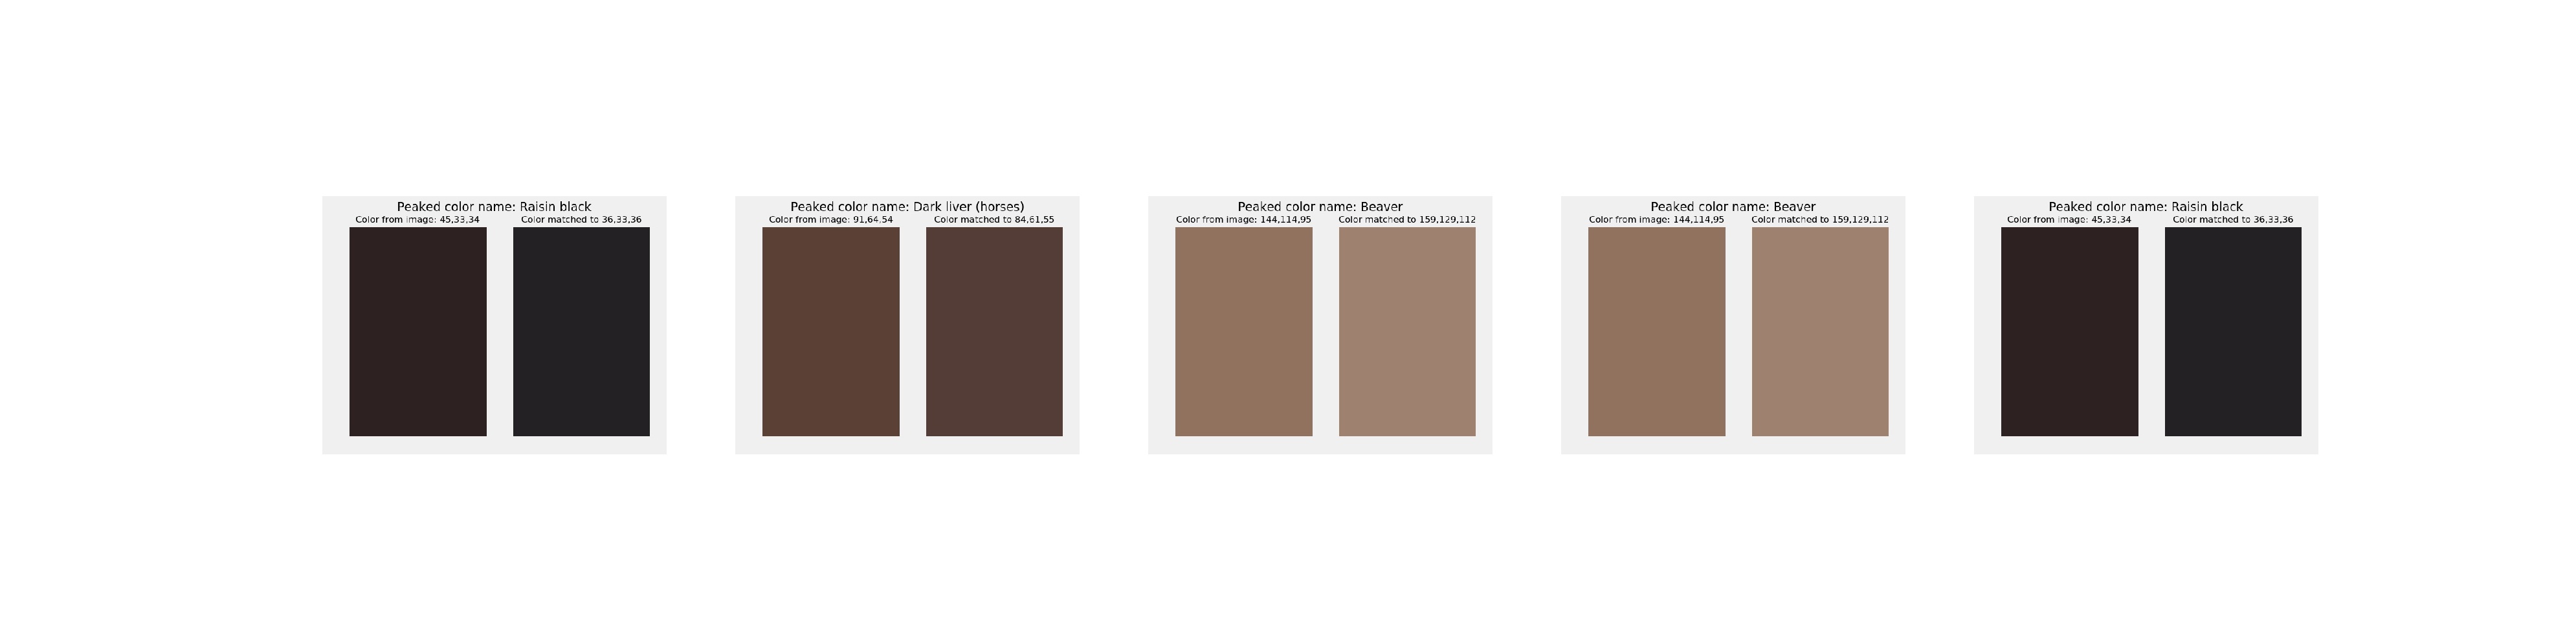 Peaked color name: Raisin black
Color from image: 45,33,34
Color matched to 36,33,36
Peaked color name: Dark liver (horses)
Color from image: 91,64,54
Color matched to 84,61,55
Peaked color name: Beaver
Color from image: 144,114,95
Color matched to 159,129,112
Peaked color name: Beaver
Color from image: 144,114,95
Color matched to 159,129,112
Peaked color name: Raisin black
Color from image: 45,33,34
Color matched to 36,33,36